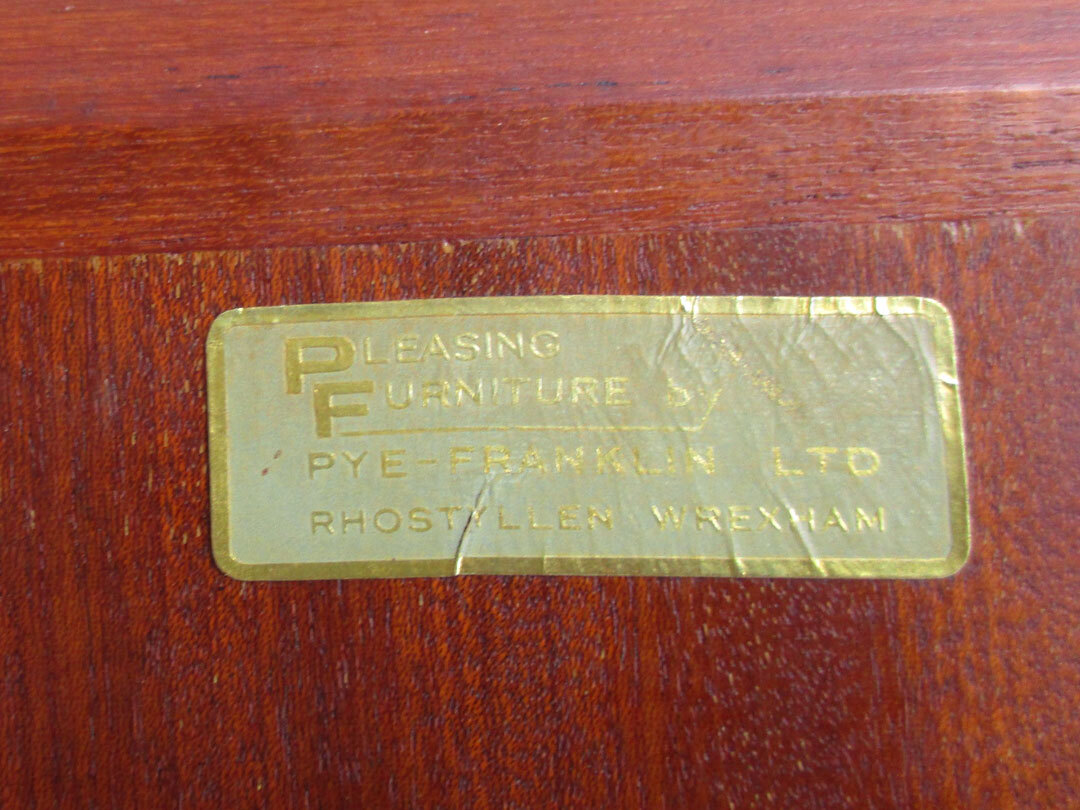 PLEASING
FURNITURE by
PYE-FRANKLIN LTD
RHOSTYLLEN WREXHAM